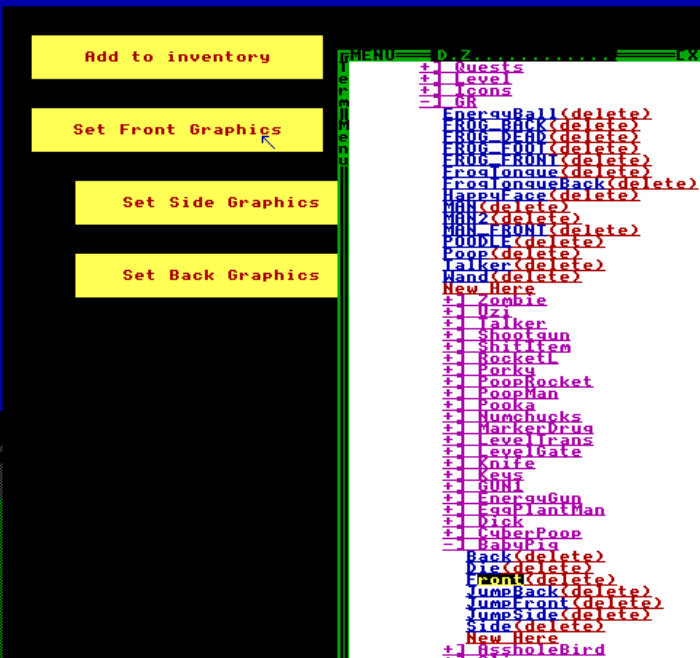 Add to inventory
Set Front Graphics
Set Side Graphics
Set Back Graphics
MENU
D.Z.............
TermMenu
+] Quests
+] Level
+] Icons
-] GR
EnergyBall(delete)
FROG_BACK(delete)
FROG_DEAD(delete)
FROG_FOOT(delete)
FROG_FRONT(delete)
FrogTongue(delete)
FrogTongueBack(delete)
HappyFace(delete)
MAN(delete)
MAN2(delete)
MAN_FRONT(delete)
POODLE(delete)
Poop(delete)
Talker(delete)
Wand(delete)
New Here
+] Zombie
+] Uzi
+] Talker
+] Shootgun
+] ShitItem
+] RocketL
+] Porky
+] PoopRocket
+] PoopMan
+] Pooka
+] Numchucks
+] MarkerDrug
+] LevelTrans
+] LevelGate
+] Knife
+] Keys
+] GUN1
+] EnergyGun
+] EggPlantMan
+] Dick
+] CyberPoop
-] BabyPig
Back(delete)
Die(delete)
Front(delete)
JumpBack(delete)
JumpFront(delete)
JumpSide(delete)
Side(delete)
New Here
+] AssholeBird